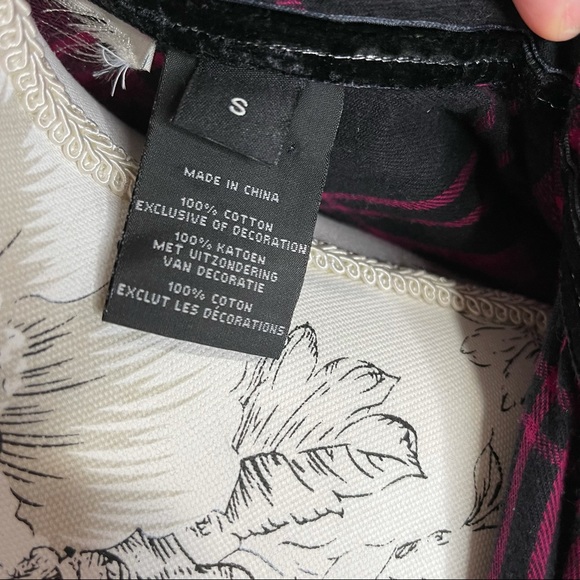 S
MADE IN CHINA
100% COTTON
EXCLUSIVE OF DECORATION
100% KATOEN
MET UITZONDERING
VAN DECORATIE
100% COTON
EXCLUT LES DÉCORATIONS